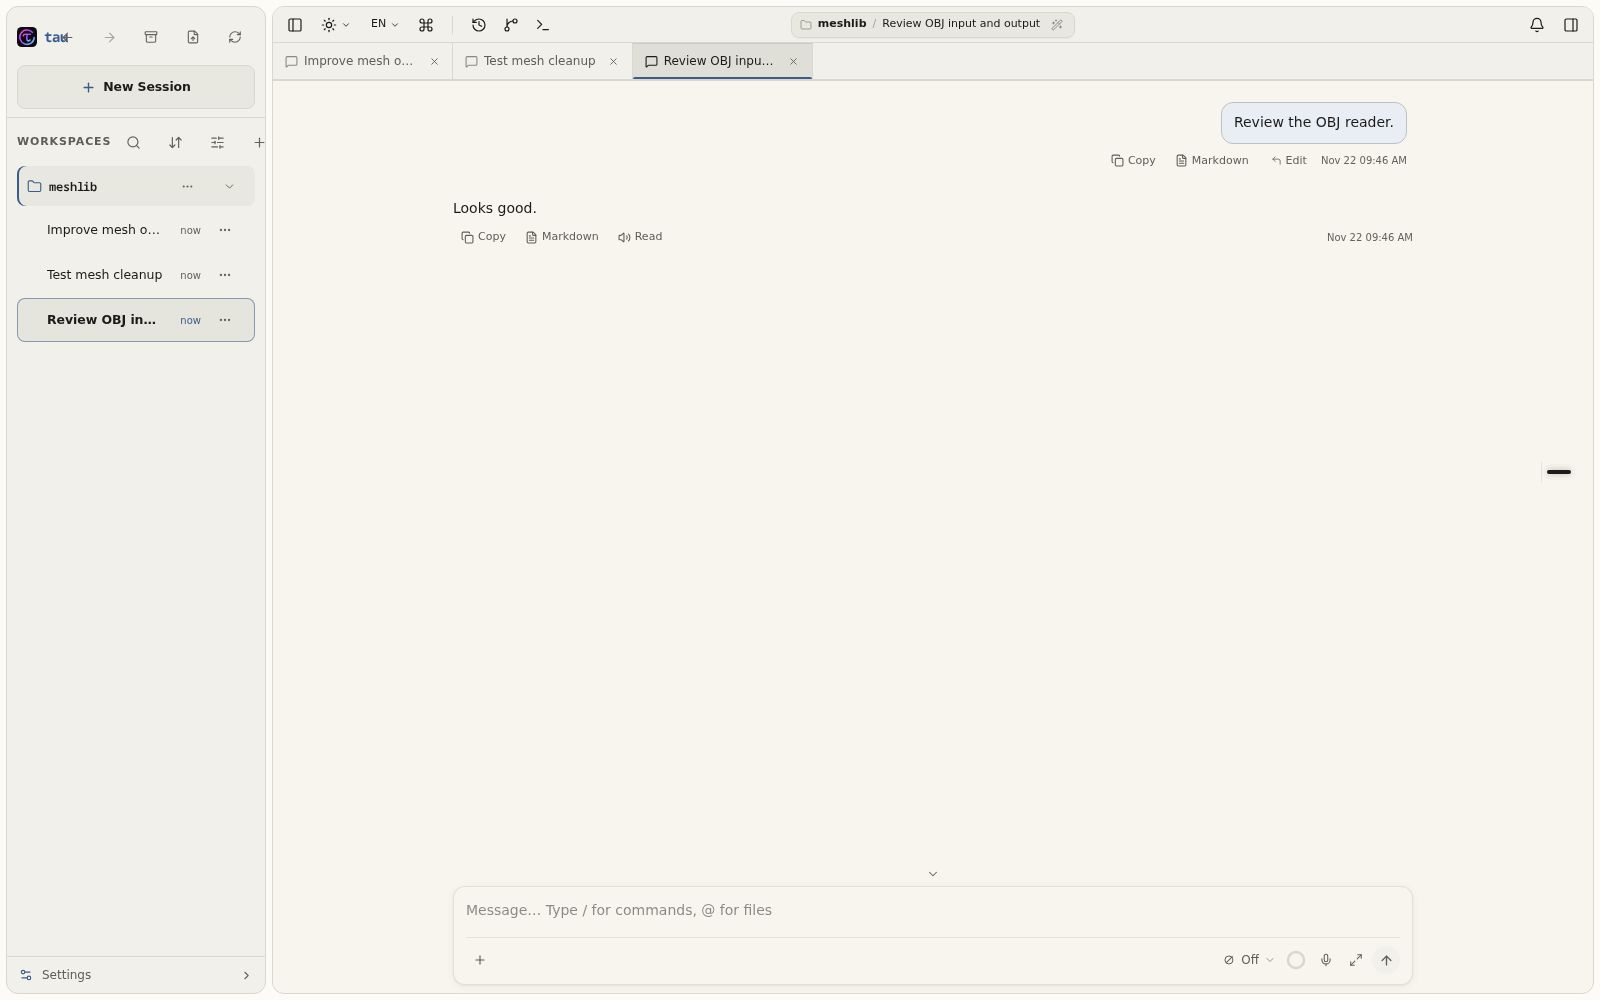 tau
New Session
WORKSPACES
meshlib
Improve mesh o... now
Test mesh cleanup now
Review OBJ in... now
Settings
EN
meshlib / Review OBJ input and output
Improve mesh o...
Test mesh cleanup
Review OBJ inpu...
Review the OBJ reader.
Copy Markdown Edit Nov 22 09:46 AM
Looks good.
Copy Markdown Read Nov 22 09:46 AM
Message... Type / for commands, @ for files
Off